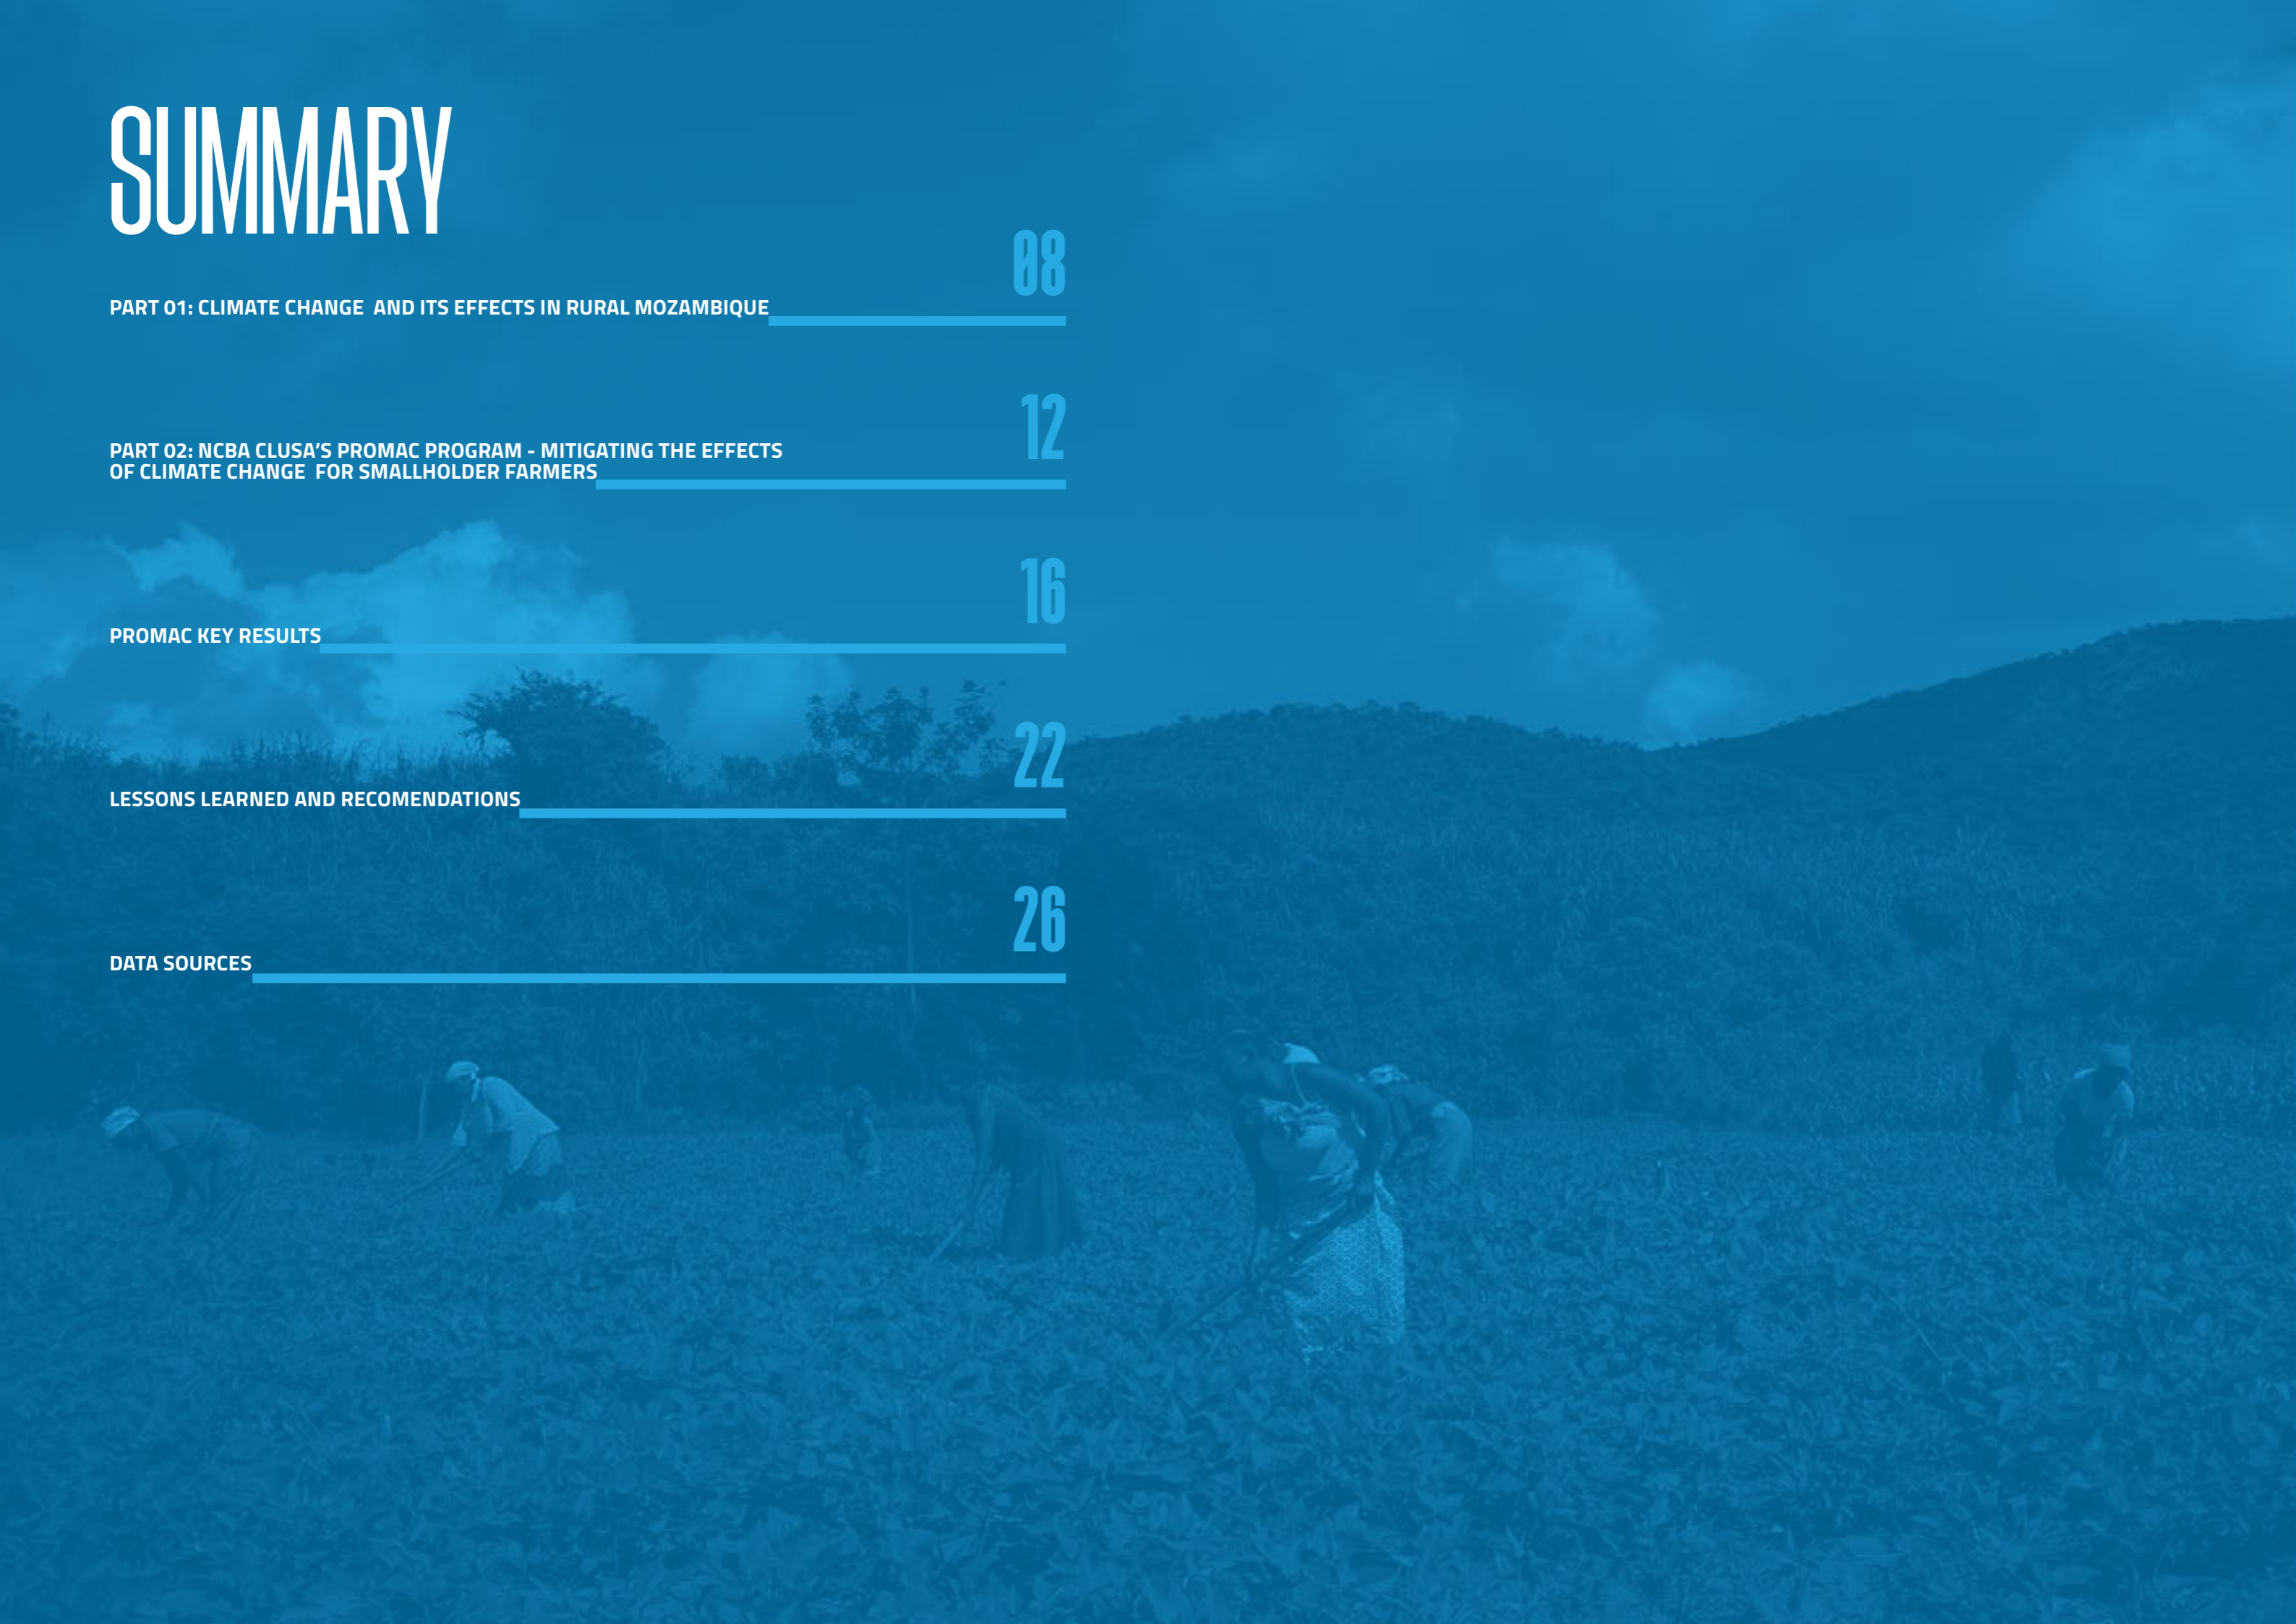 SUMMARY
08
PART 01: CLIMATE CHANGE  AND ITS EFFECTS IN RURAL MOZAMBIQUE
12
PART 02: NCBA CLUSA’S PROMAC PROGRAM - MITIGATING THE EFFECTS
OF CLIMATE CHANGE  FOR SMALLHOLDER FARMERS
16
PROMAC KEY RESULTS
22
LESSONS LEARNED AND RECOMENDATIONS
26
DATA SOURCES